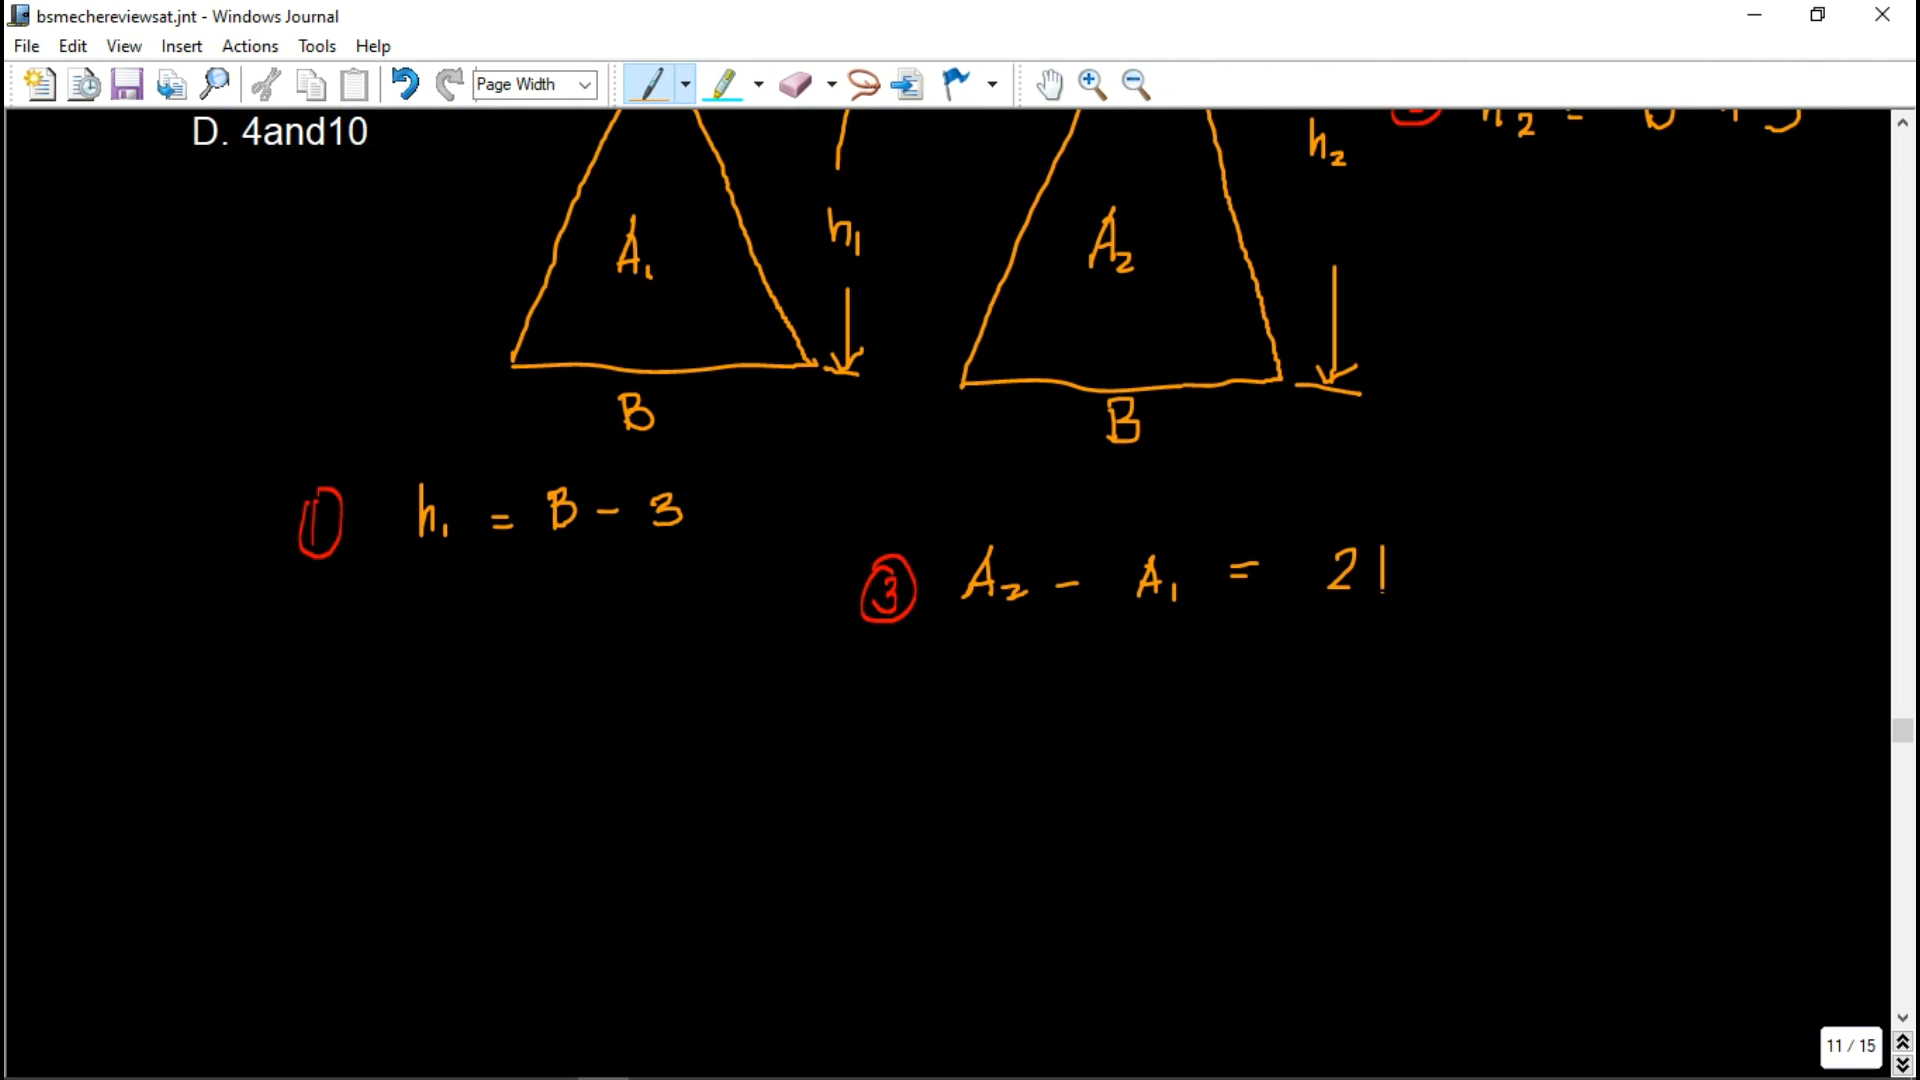 bsmechereviewsat.jnt - Windows Journal
File Edit View Insert Actions Tools Help
Page Width
D. 4and10
h₂
A₁
h₁
A₂
B
B
① h₁ = B - 3
③ A₂ - A₁ = 21
11 / 15